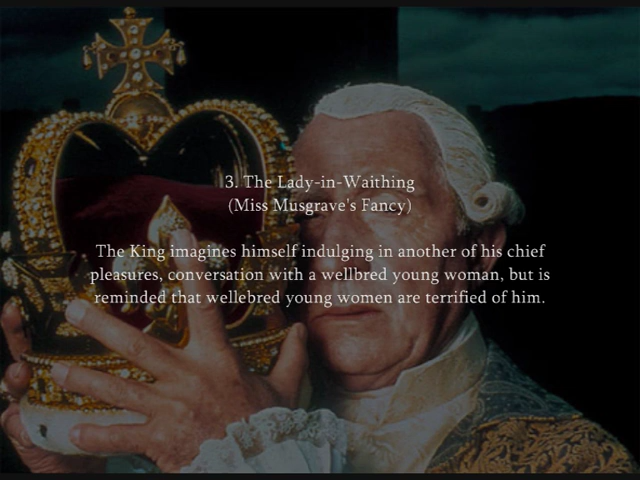 3. The Lady-in-Waithing
(Miss Musgrave's Fancy)
The King imagines himself indulging in another of his chief
pleasures, conversation with a wellbred young woman, but is
reminded that wellebred young women are terrified of him.